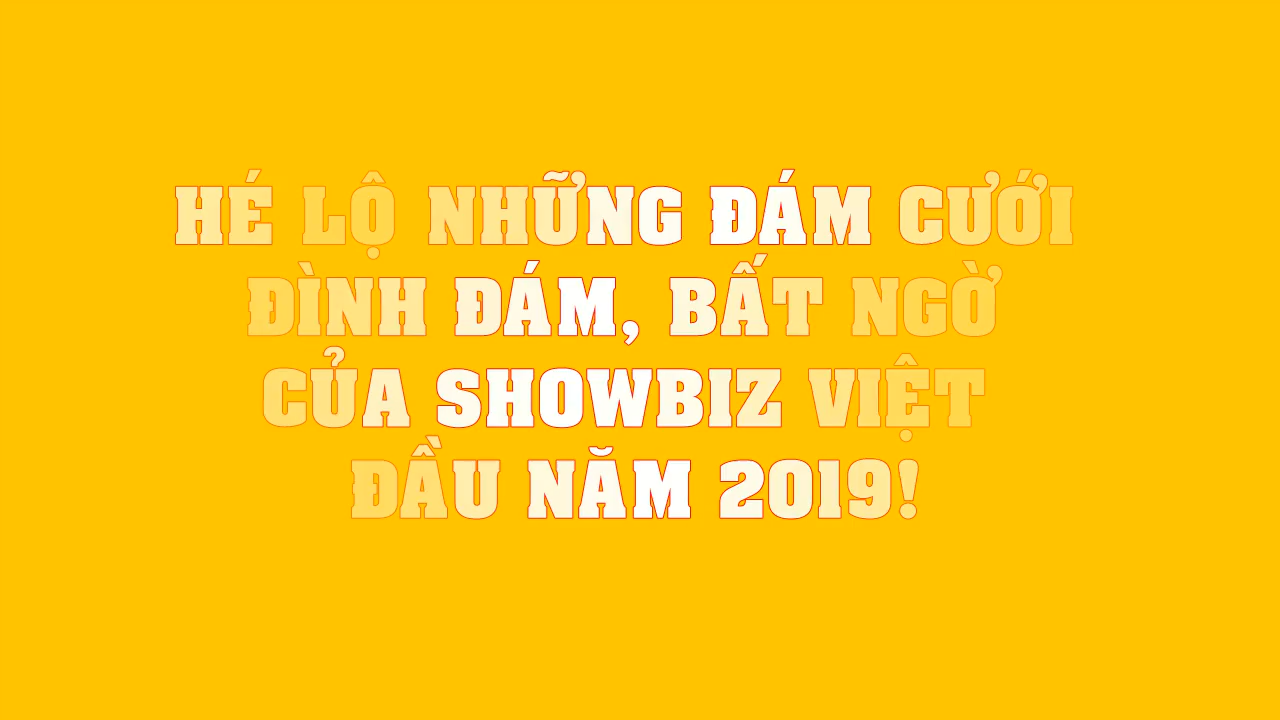 HÉ LỘ NHỮNG ĐÁM CƯỚI
ĐÌNH ĐÁM, BẤT NGỜ
CỦA SHOWBIZ VIỆT
ĐẦU NĂM 2019!